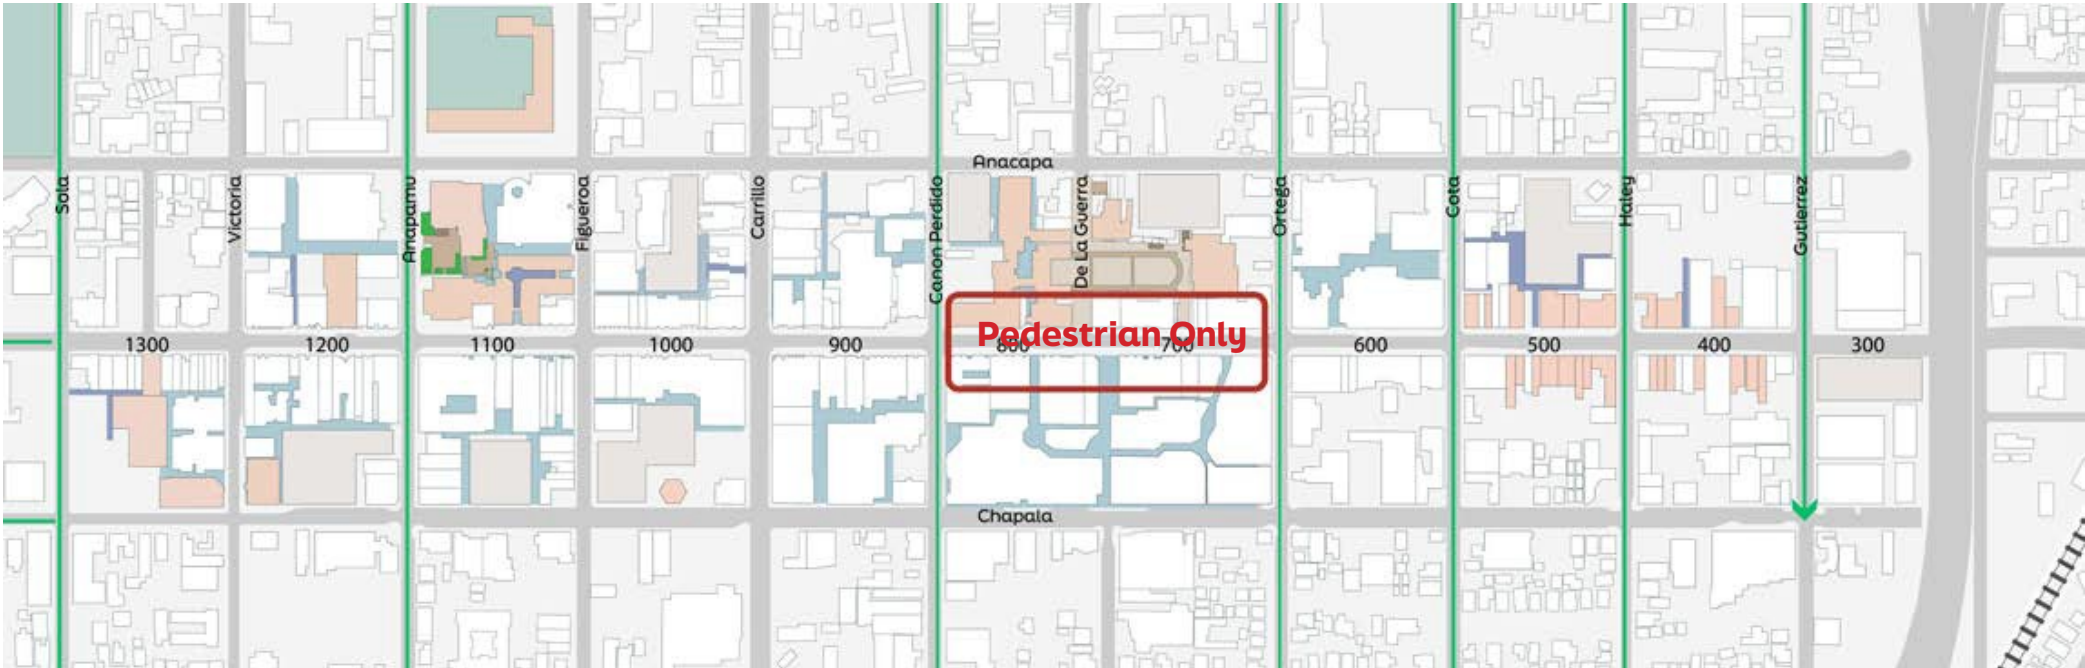 Anacapa
Sola
Victoria
Anapamu
Figueroa
Carrillo
Canon Perdido
De La Guerra
Ortega
Cota
Haley
Gutierrez
Pedestrian Only
1300
1200
1100
1000
900
800
700
600
500
400
300
Chapala